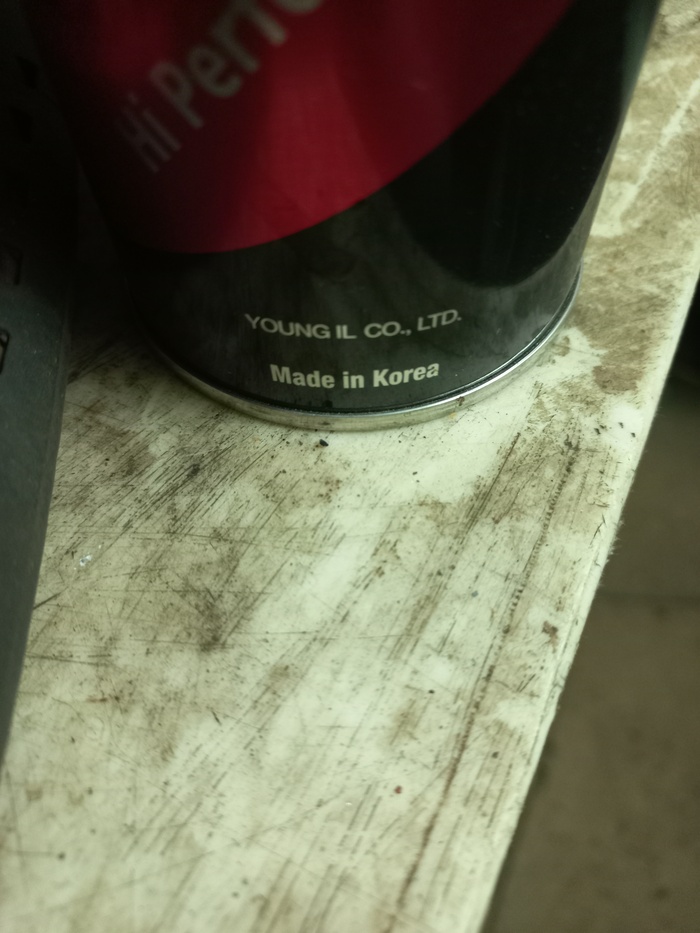 Hi Perfo
YOUNG IL CO., LTD.
Made in Korea